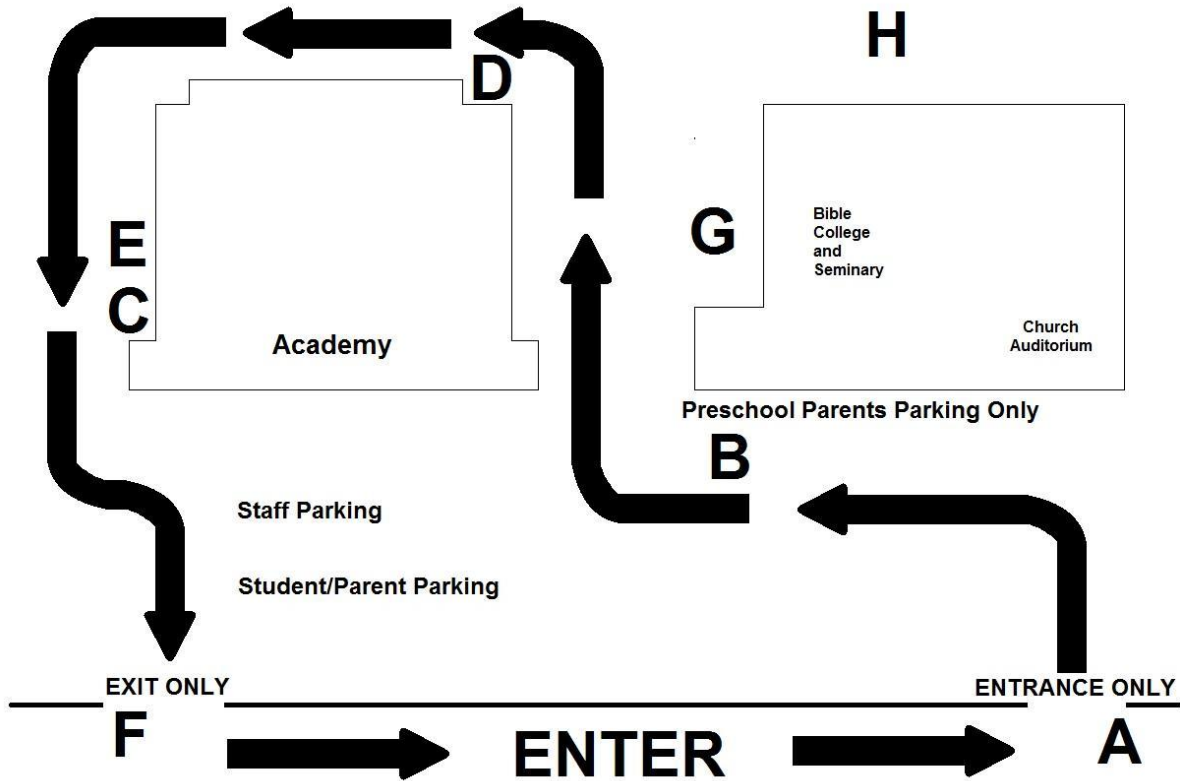 H
D
Bible
College
and
Seminary
G
E
C
Church
Auditorium
Academy
Preschool Parents Parking Only
B
Staff Parking
Student/Parent Parking
EXIT ONLY
ENTRANCE ONLY
F
ENTER
A